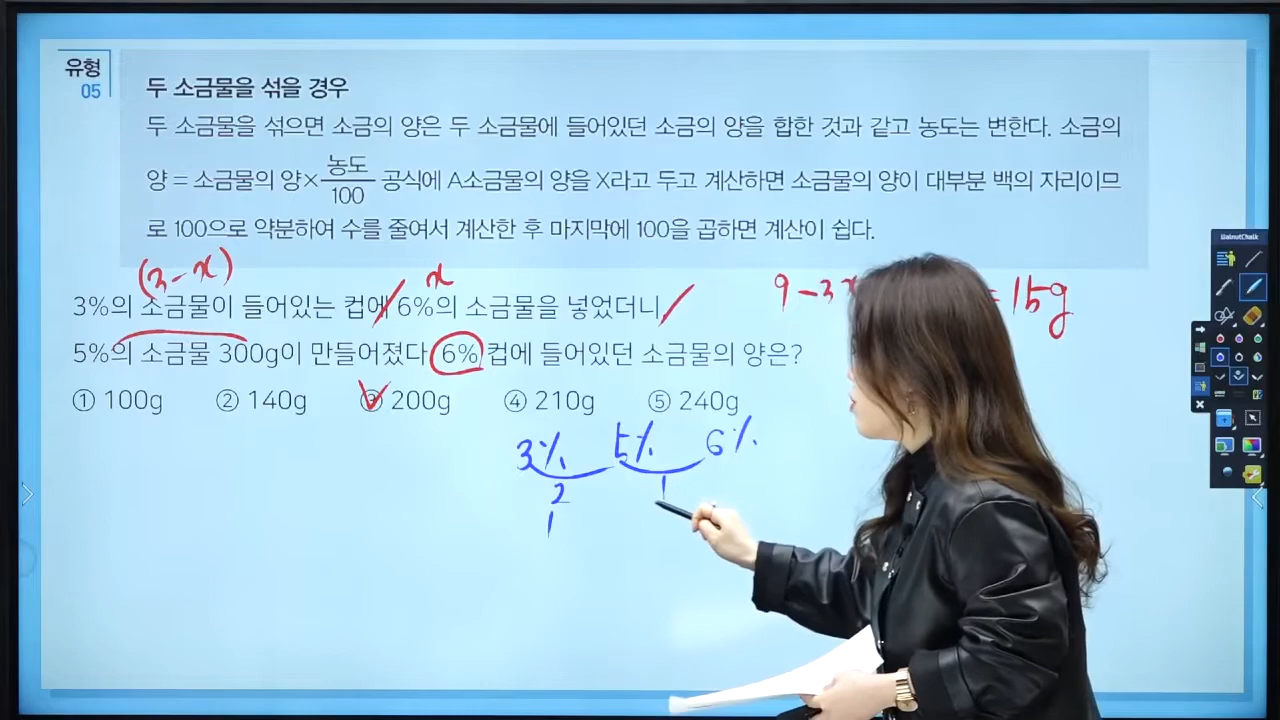 유형
05
두 소금물을 섞을 경우
두 소금물을 섞으면 소금의 양은 두 소금물에 들어있던 소금의 양을 합한 것과 같고 농도는 변한다. 소금의
양 = 소금물의 양×농도/100 공식에 A소금물의 양을 X라고 두고 계산하면 소금물의 양이 대부분 백의 자리이므
로 100으로 약분하여 수를 줄여서 계산한 후 마지막에 100을 곱하면 계산이 쉽다.
(3-x) x
9-3x =15g
3%의 소금물이 들어있는 컵에 6%의 소금물을 넣었더니
5%의 소금물 300g이 만들어졌다 6% 컵에 들어있던 소금물의 양은?
① 100g ② 140g ③ 200g ④ 210g ⑤ 240g
3% 5% 6%
2 1
1
WalnutChalk